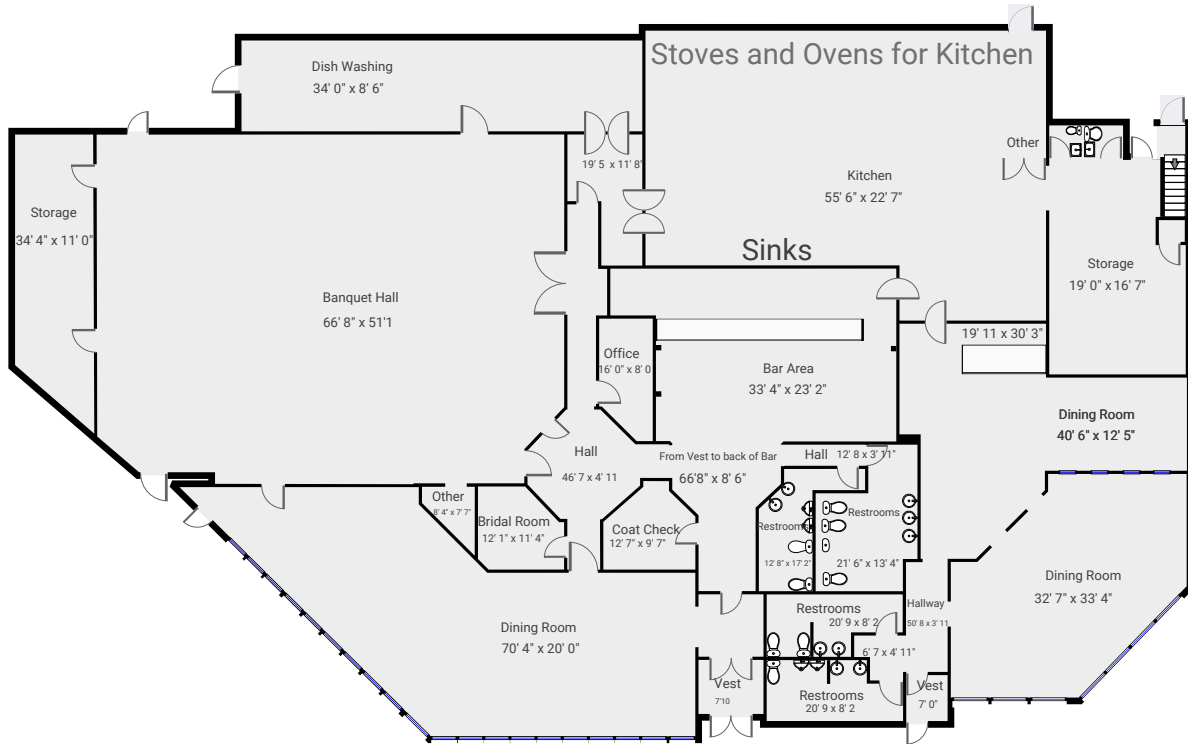 Stoves and Ovens for Kitchen
Dish Washing
34' 0" x 8' 6"
19' 5 x 11' 8"
Other
Kitchen
55' 6" x 22' 7"
Storage
34' 4" x 11' 0"
Sinks
Storage
19' 0" x 16' 7"
Banquet Hall
66' 8" x 51'1
19' 11 x 30' 3"
Office
16' 0" x 8' 0
Bar Area
33' 4" x 23' 2"
Dining Room
40' 6" x 12' 5"
Hall
46' 7 x 4' 11
From Vest to back of Bar
66'8" x 8' 6"
Hall
12' 8 x 3' 11"
Other
8' 4" x 7' 7"
Bridal Room
12' 1" x 11' 4"
Coat Check
12' 7" x 9' 7"
Restrooms
12' 8" x 17' 2"
Restrooms
21' 6" x 13' 4"
Dining Room
32' 7" x 33' 4"
Hallway
50' 8 x 3' 11
Restrooms
20' 9 x 8' 2
Dining Room
70' 4" x 20' 0"
6' 7 x 4' 11"
Vest
7'10
Restrooms
20' 9 x 8' 2
Vest
7' 0"